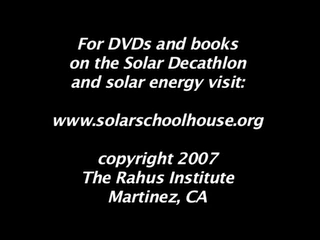 For DVDs and books
on the Solar Decathlon
and solar energy visit:
www.solarschoolhouse.org
copyright 2007
The Rahus Institute
Martinez, CA